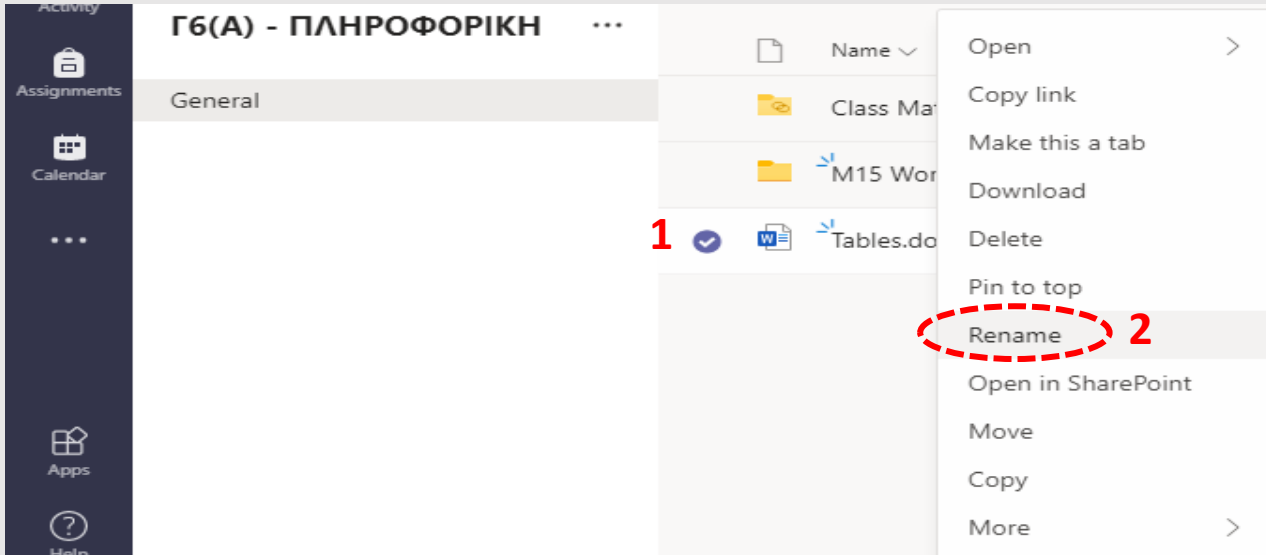 Activity
Assignments
Calendar
Apps
Help
Γ6(Α) - ΠΛΗΡΟΦΟΡΙΚΗ ...
General
Name
Class Mat
M15 Wor
1 Tables.do
Open
Copy link
Make this a tab
Download
Delete
Pin to top
Rename 2
Open in SharePoint
Move
Copy
More